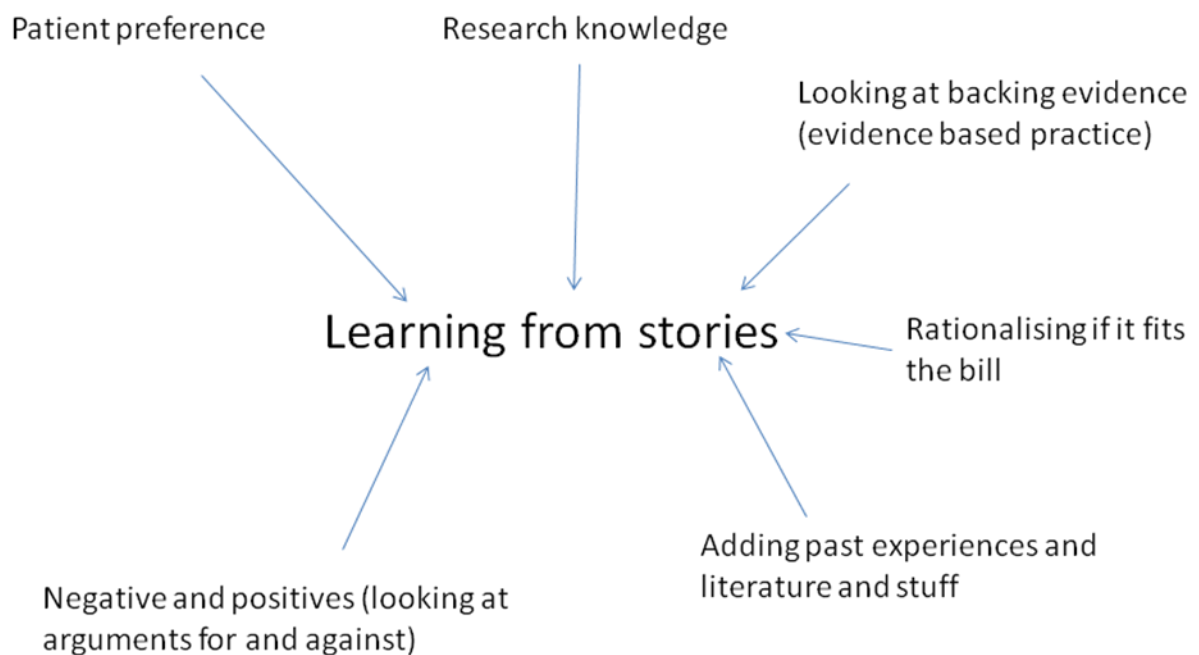 Patient preference
Research knowledge
Looking at backing evidence
(evidence based practice)
Learning from stories
Rationalising if it fits
the bill
Adding past experiences and
literature and stuff
Negative and positives (looking at
arguments for and against)